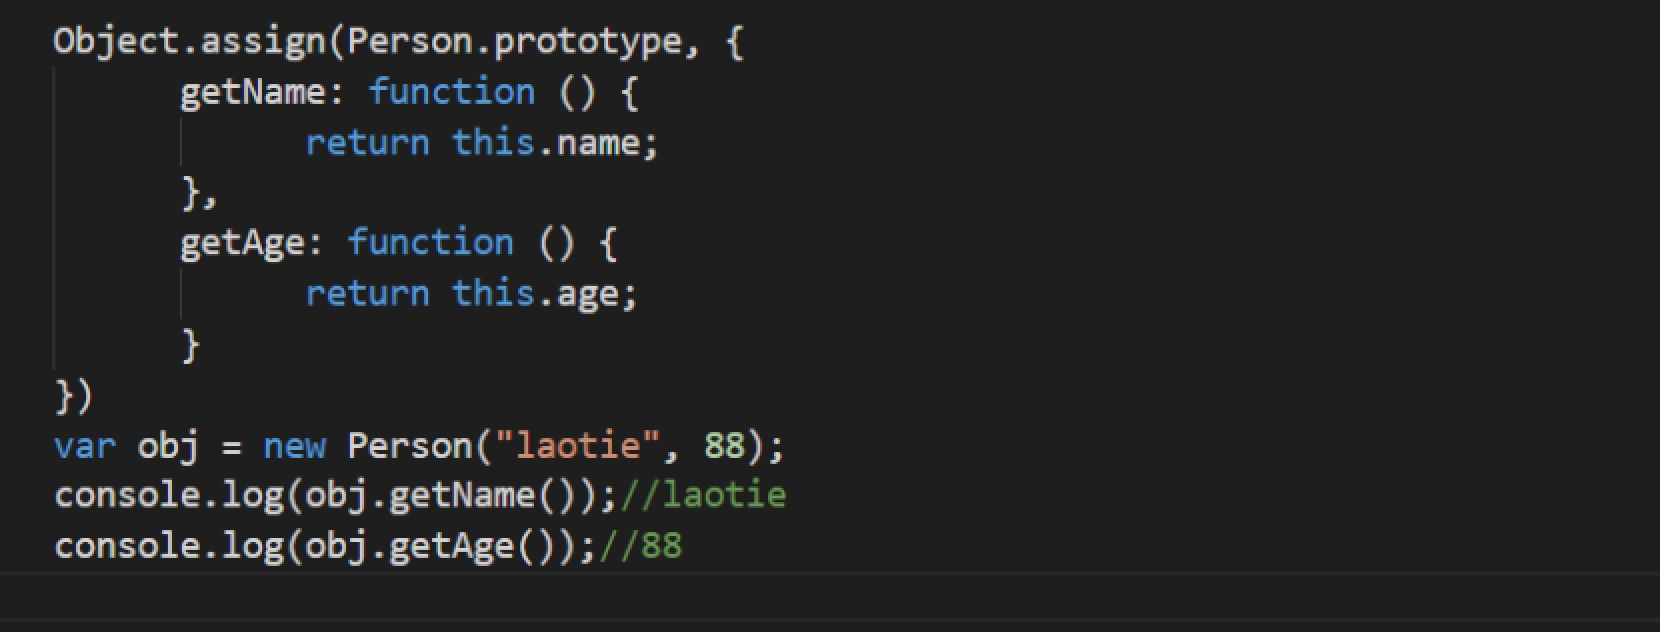 Object.assign(Person.prototype, {
getName: function () {
return this.name;
},
getAge: function () {
return this.age;
}
})
var obj = new Person("laotie", 88);
console.log(obj.getName());//laotie
console.log(obj.getAge());//88